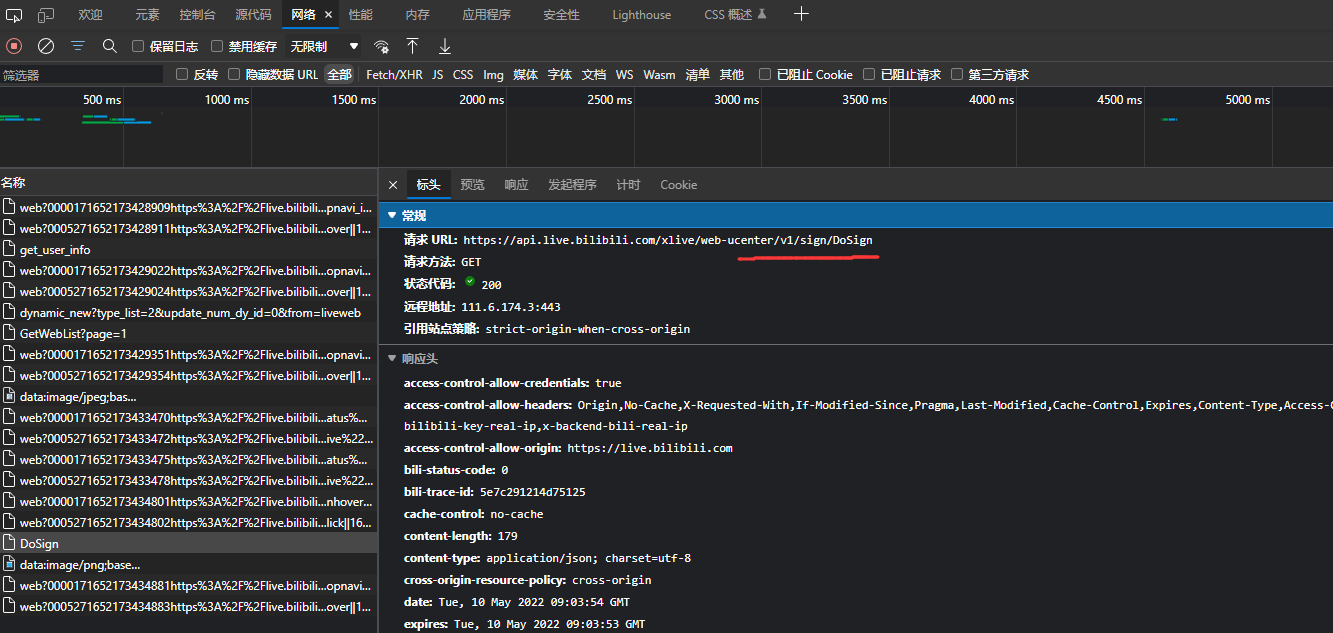 欢迎 元素 控制台 源代码 网络 × 性能 内存 应用程序 安全性 Lighthouse CSS 概述
保留日志 禁用缓存 无限制
筛选器 反转 隐藏数据 URL 全部 Fetch/XHR JS CSS Img 媒体 字体 文档 WS Wasm 清单 其他 已阻止 Cookie 已阻止请求 第三方请求
500 ms 1000 ms 1500 ms 2000 ms 2500 ms 3000 ms 3500 ms 4000 ms 4500 ms 5000 ms
名称
web?0000171652173428909https%3A%2F%2Flive.bilibili...pnavi_i...
web?0005271652173428911https%3A%2F%2Flive.bilibili...over||1...
get_user_info
web?0000171652173429022https%3A%2F%2Flive.bilibili...opnavi...
web?0005271652173429024https%3A%2F%2Flive.bilibili...over||1...
dynamic_new?type_list=2&update_num_dy_id=0&from=liveweb
GetWebList?page=1
web?0000171652173429351https%3A%2F%2Flive.bilibili...opnavi...
web?0005271652173429354https%3A%2F%2Flive.bilibili...over||1...
data:image/jpeg;bas...
web?0000171652173433470https%3A%2F%2Flive.bilibili...atus%...
web?0005271652173433472https%3A%2F%2Flive.bilibili...ive%22...
web?0000171652173433475https%3A%2F%2Flive.bilibili...atus%...
web?0005271652173433478https%3A%2F%2Flive.bilibili...ive%22...
web?0000171652173434801https%3A%2F%2Flive.bilibili...nhover...
web?0005271652173434802https%3A%2F%2Flive.bilibili...lick||16...
DoSign
data:image/png;base...
web?0000171652173434881https%3A%2F%2Flive.bilibili...opnavi...
web?0005271652173434883https%3A%2F%2Flive.bilibili...over||1...
× 标头 预览 响应 发起程序 计时 Cookie
常规
请求 URL: https://api.live.bilibili.com/xlive/web-ucenter/v1/sign/DoSign
请求方法: GET
状态代码: 200
远程地址: 111.6.174.3:443
引用站点策略: strict-origin-when-cross-origin
响应头
access-control-allow-credentials: true
access-control-allow-headers: Origin,No-Cache,X-Requested-With,If-Modified-Since,Pragma,Last-Modified,Cache-Control,Expires,Content-Type,Access-C
bilibili-key-real-ip,x-backend-bili-real-ip
access-control-allow-origin: https://live.bilibili.com
bili-status-code: 0
bili-trace-id: 5e7c291214d75125
cache-control: no-cache
content-length: 179
content-type: application/json; charset=utf-8
cross-origin-resource-policy: cross-origin
date: Tue, 10 May 2022 09:03:54 GMT
expires: Tue, 10 May 2022 09:03:53 GMT